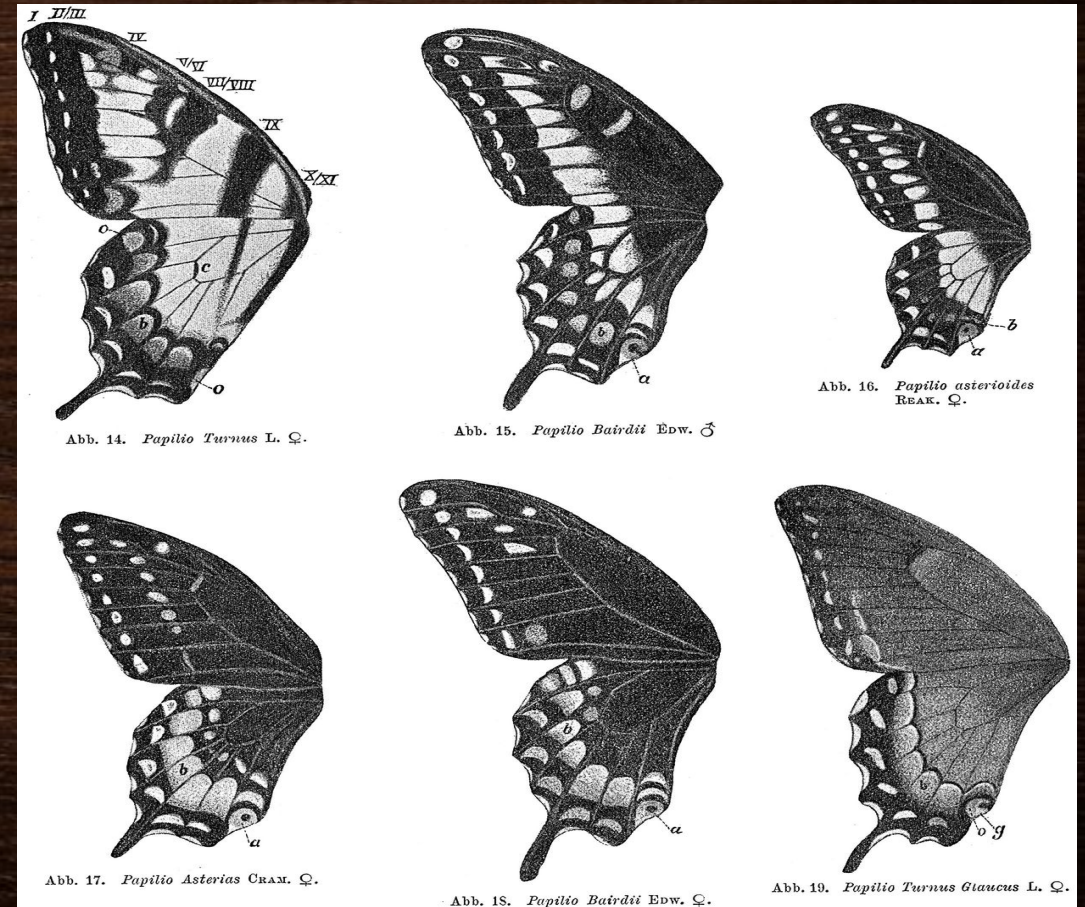 I II/III
IV
V/VI
VII/VIII
IX
X/XI
o
c
b
o
Abb. 14. Papilio Turnus L. ♀.
b
a
Abb. 15. Papilio Bairdii EDW. ♂
b
a
Abb. 16. Papilio asterioides
REAK. ♀.
b
a
Abb. 17. Papilio Asterias CRAM. ♀.
b
a
Abb. 18. Papilio Bairdii EDW. ♀.
b
o g
Abb. 19. Papilio Turnus Glaucus L. ♀.